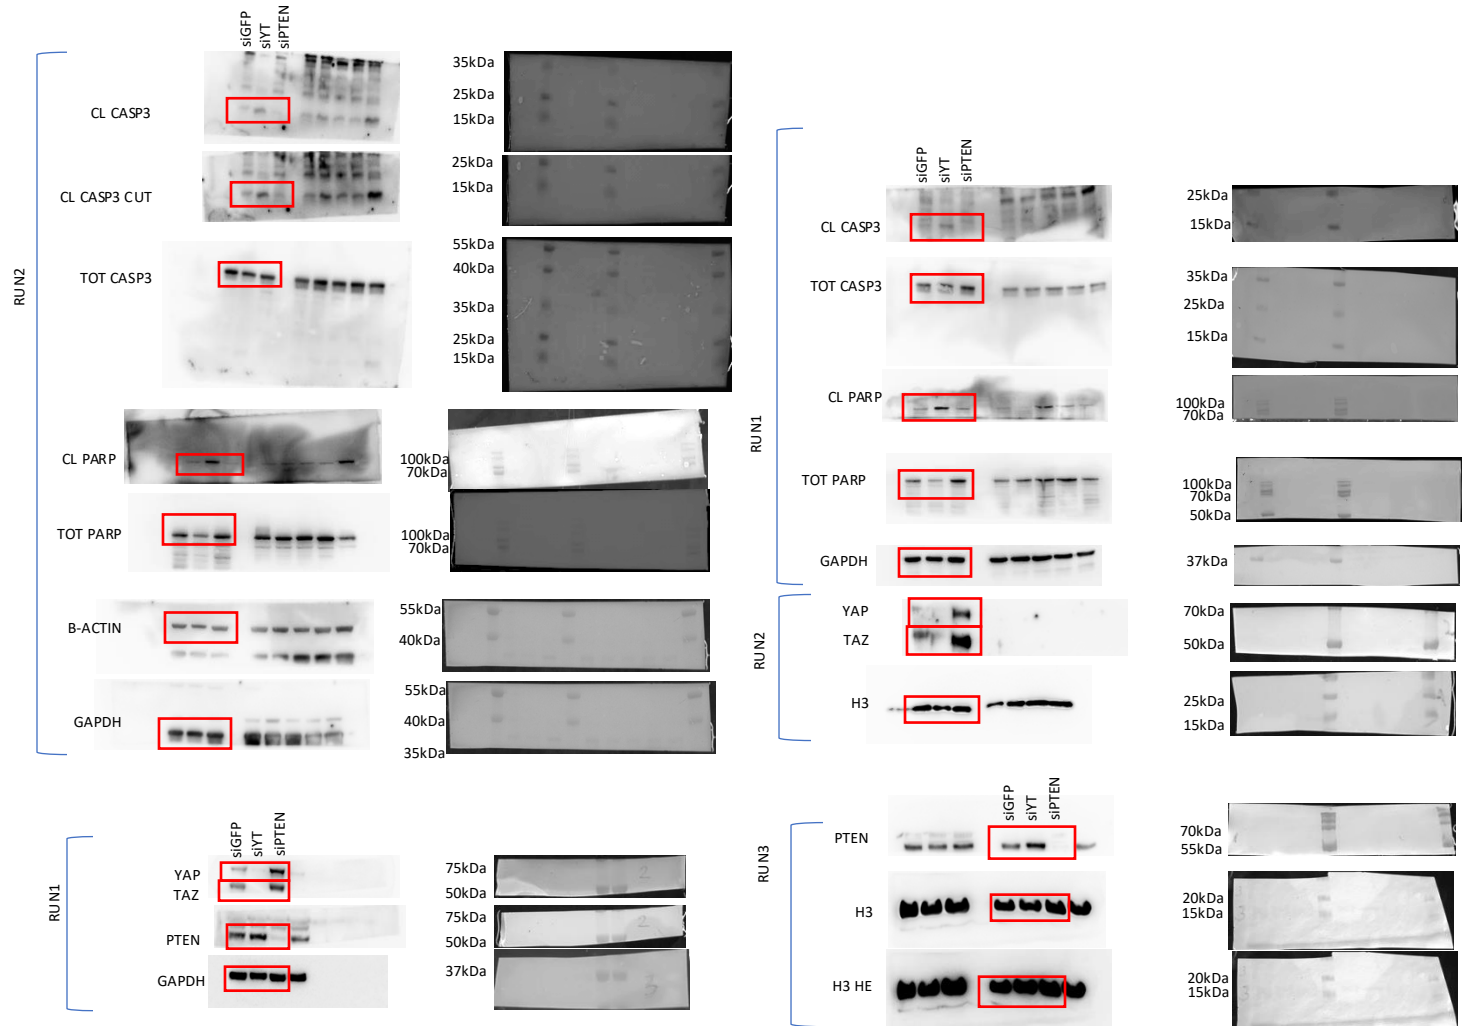 siGFP
siYT
siPTEN
RUN2
CL CASP3
35kDa
25kDa
15kDa
CL CASP3 CUT
25kDa
15kDa
TOT CASP3
55kDa
40kDa
35kDa
25kDa
15kDa
CL PARP
100kDa
70kDa
TOT PARP
100kDa
70kDa
B-ACTIN
55kDa
40kDa
GAPDH
55kDa
40kDa
35kDa
siGFP
siYT
siPTEN
RUN1
CL CASP3
25kDa
15kDa
TOT CASP3
35kDa
25kDa
15kDa
CL PARP
100kDa
70kDa
TOT PARP
100kDa
70kDa
50kDa
GAPDH
37kDa
RUN2
YAP
70kDa
TAZ
50kDa
H3
25kDa
15kDa
siGFP
siYT
siPTEN
RUN1
YAP
75kDa
TAZ
50kDa
PTEN
75kDa
50kDa
2
GAPDH
37kDa
siGFP
siYT
siPTEN
RUN3
PTEN
70kDa
55kDa
H3
20kDa
15kDa
H3 HE
20kDa
15kDa